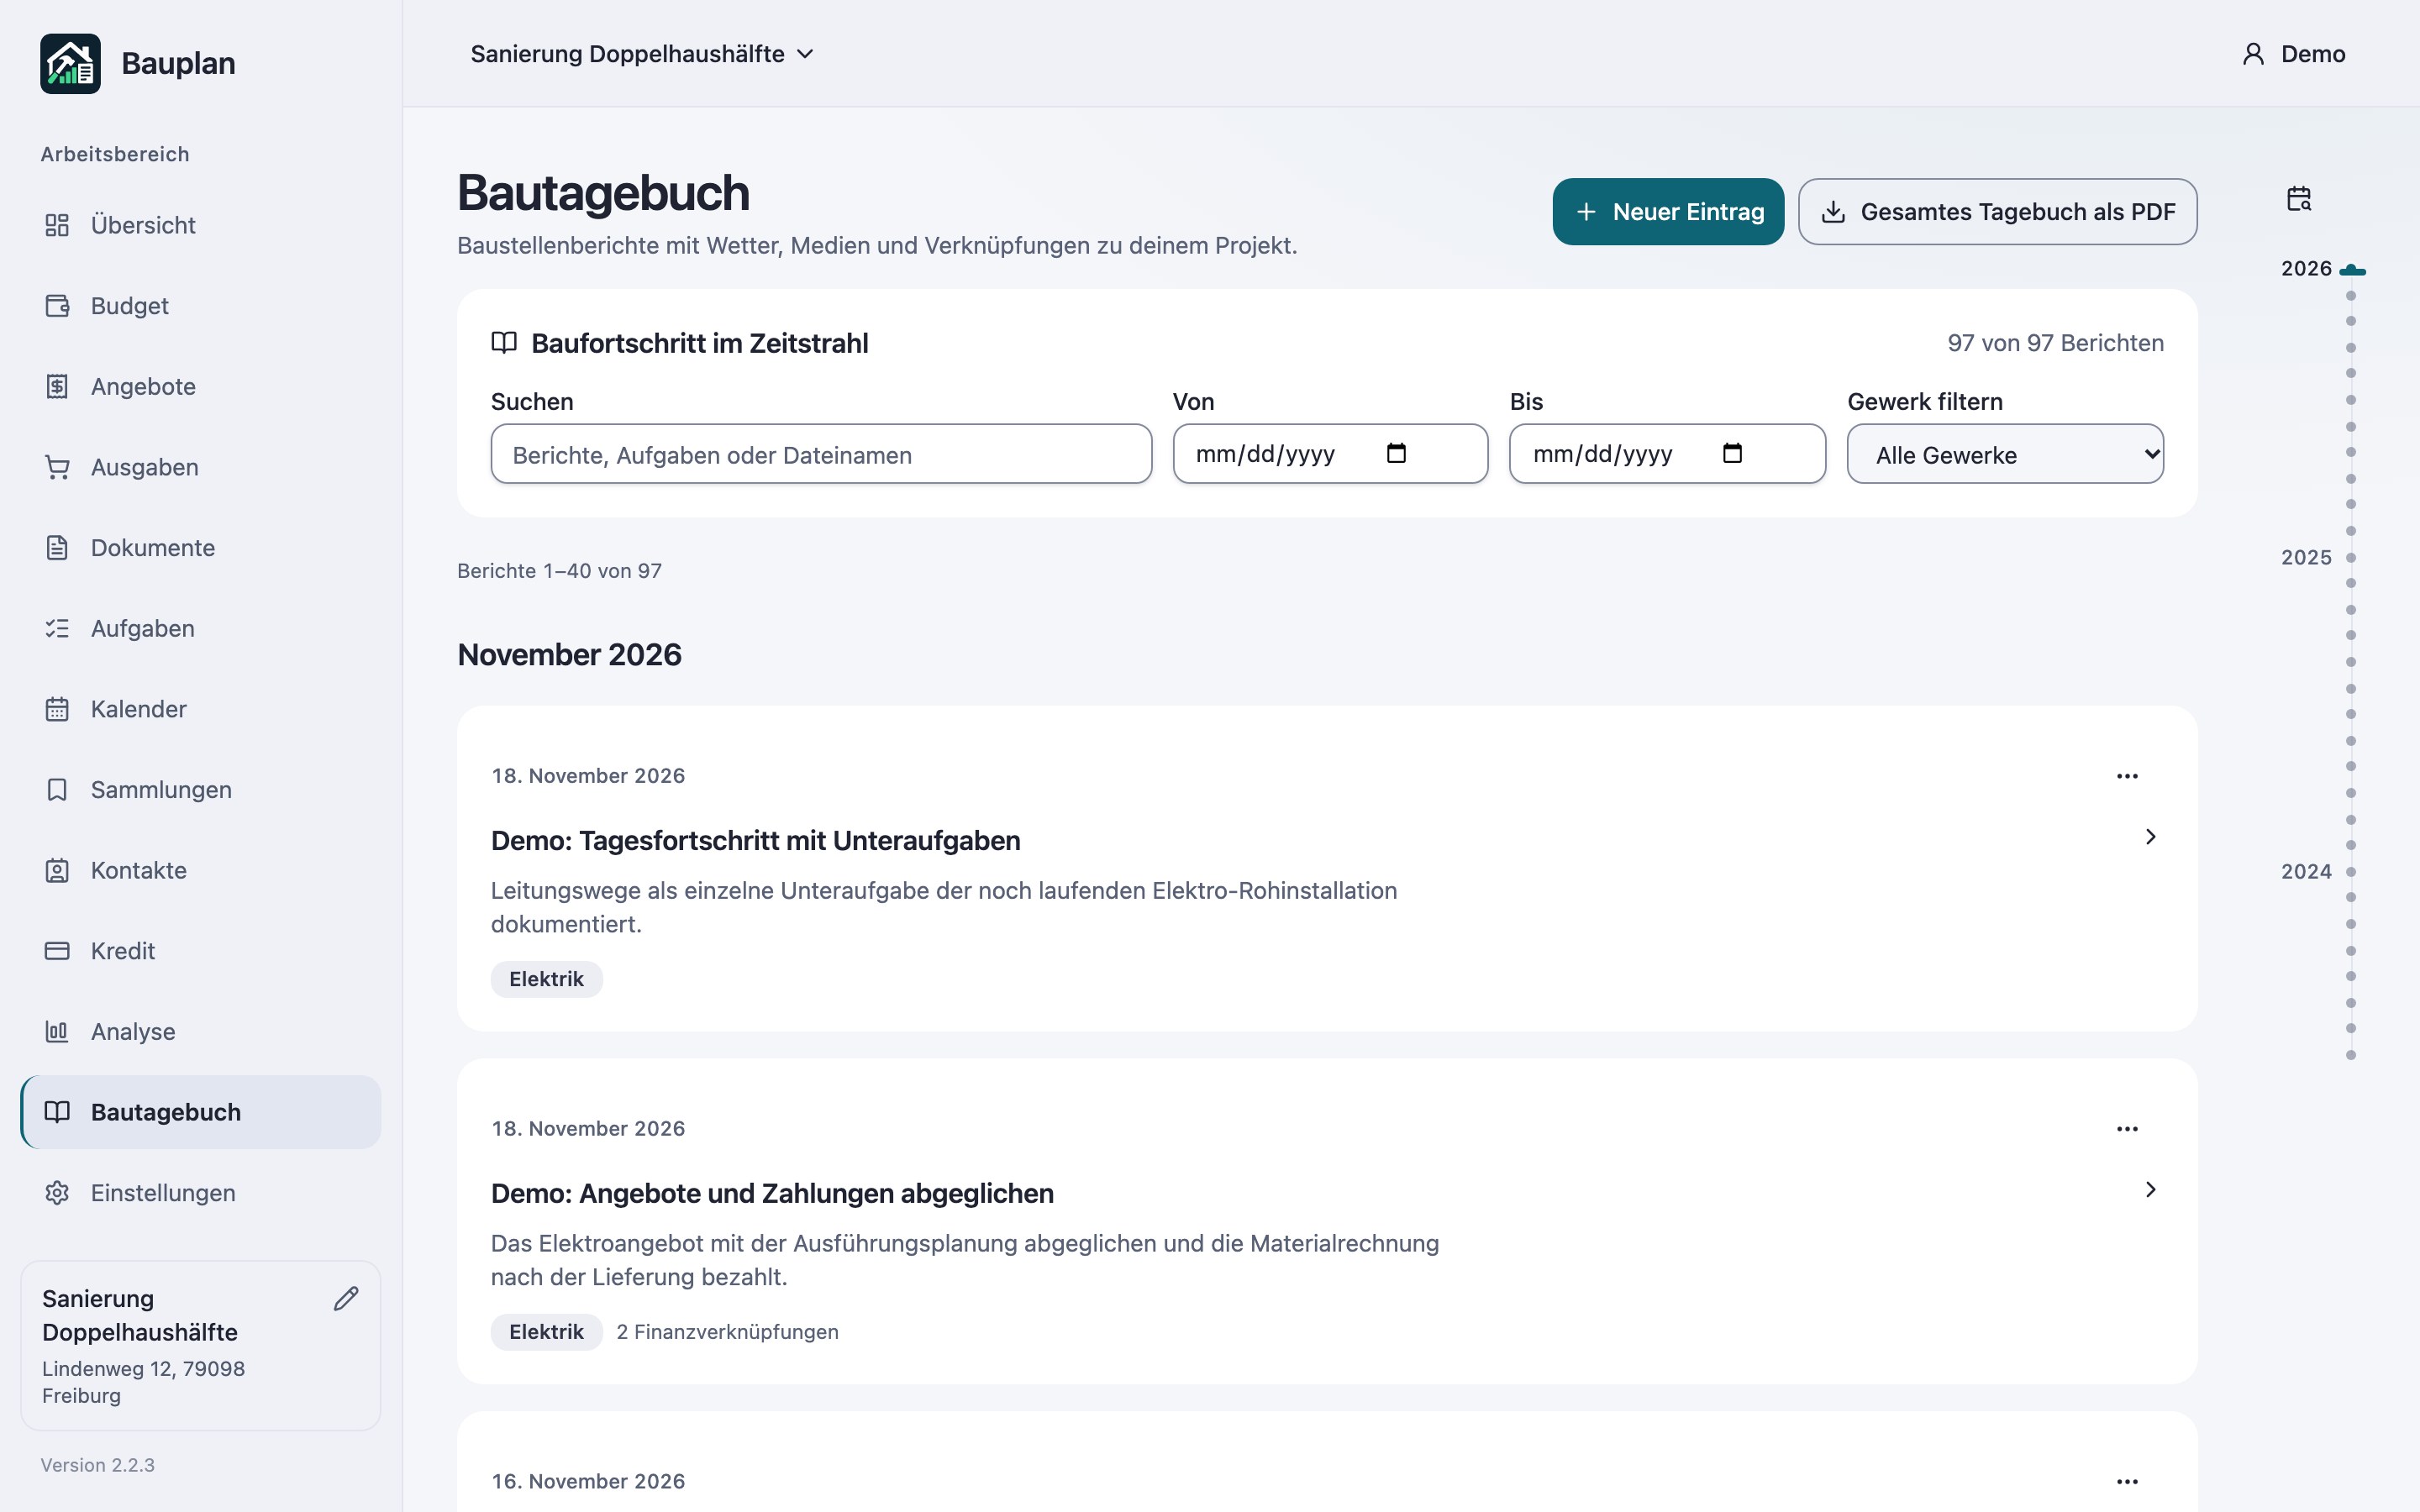 Bauplan
Arbeitsbereich
Übersicht
Budget
Angebote
Ausgaben
Dokumente
Aufgaben
Kalender
Sammlungen
Kontakte
Kredit
Analyse
Bautagebuch
Einstellungen
Sanierung
Doppelhaushälfte
Lindenweg 12, 79098
Freiburg
Version 2.2.3
Sanierung Doppelhaushälfte
Demo
Bautagebuch
Baustellenberichte mit Wetter, Medien und Verknüpfungen zu deinem Projekt.
Neuer Eintrag
Gesamtes Tagebuch als PDF
Baufortschritt im Zeitstrahl
97 von 97 Berichten
Suchen
Von
Bis
Gewerk filtern
Berichte, Aufgaben oder Dateinamen
mm/dd/yyyy
mm/dd/yyyy
Alle Gewerke
Berichte 1–40 von 97
November 2026
18. November 2026
Demo: Tagesfortschritt mit Unteraufgaben
Leitungswege als einzelne Unteraufgabe der noch laufenden Elektro-Rohinstallation
dokumentiert.
Elektrik
18. November 2026
Demo: Angebote und Zahlungen abgeglichen
Das Elektroangebot mit der Ausführungsplanung abgeglichen und die Materialrechnung
nach der Lieferung bezahlt.
Elektrik
2 Finanzverknüpfungen
16. November 2026
2026
2025
2024